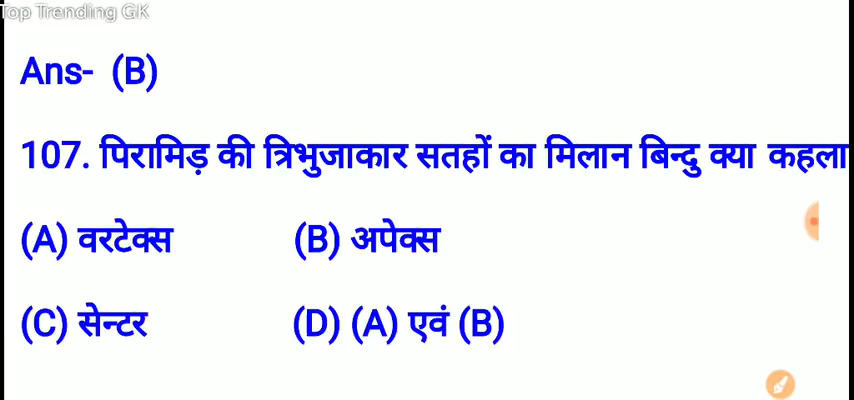 Top Trending GK
Ans- (B)
107. पिरामिड़ की त्रिभुजाकार सतहों का मिलान बिन्दु क्या कहला
(A) वरटेक्स (B) अपेक्स
(C) सेन्टर (D) (A) एवं (B)